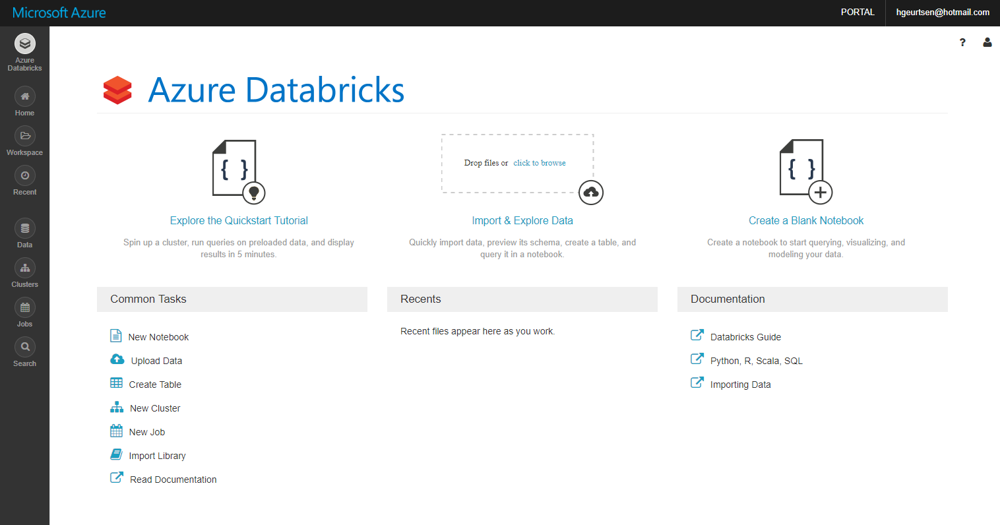 Microsoft Azure
PORTAL
hgeurtsen@hotmail.com
?
Azure
Databricks
Home
Workspace
Recent
Data
Clusters
Jobs
Search
Azure Databricks
{ }
Explore the Quickstart Tutorial
Spin up a cluster, run queries on preloaded data, and display
results in 5 minutes.
Drop files or click to browse
Import & Explore Data
Quickly import data, preview its schema, create a table, and
query it in a notebook.
{ }
Create a Blank Notebook
Create a notebook to start querying, visualizing, and
modeling your data.
Common Tasks
New Notebook
Upload Data
Create Table
New Cluster
New Job
Import Library
Read Documentation
Recents
Recent files appear here as you work.
Documentation
Databricks Guide
Python, R, Scala, SQL
Importing Data